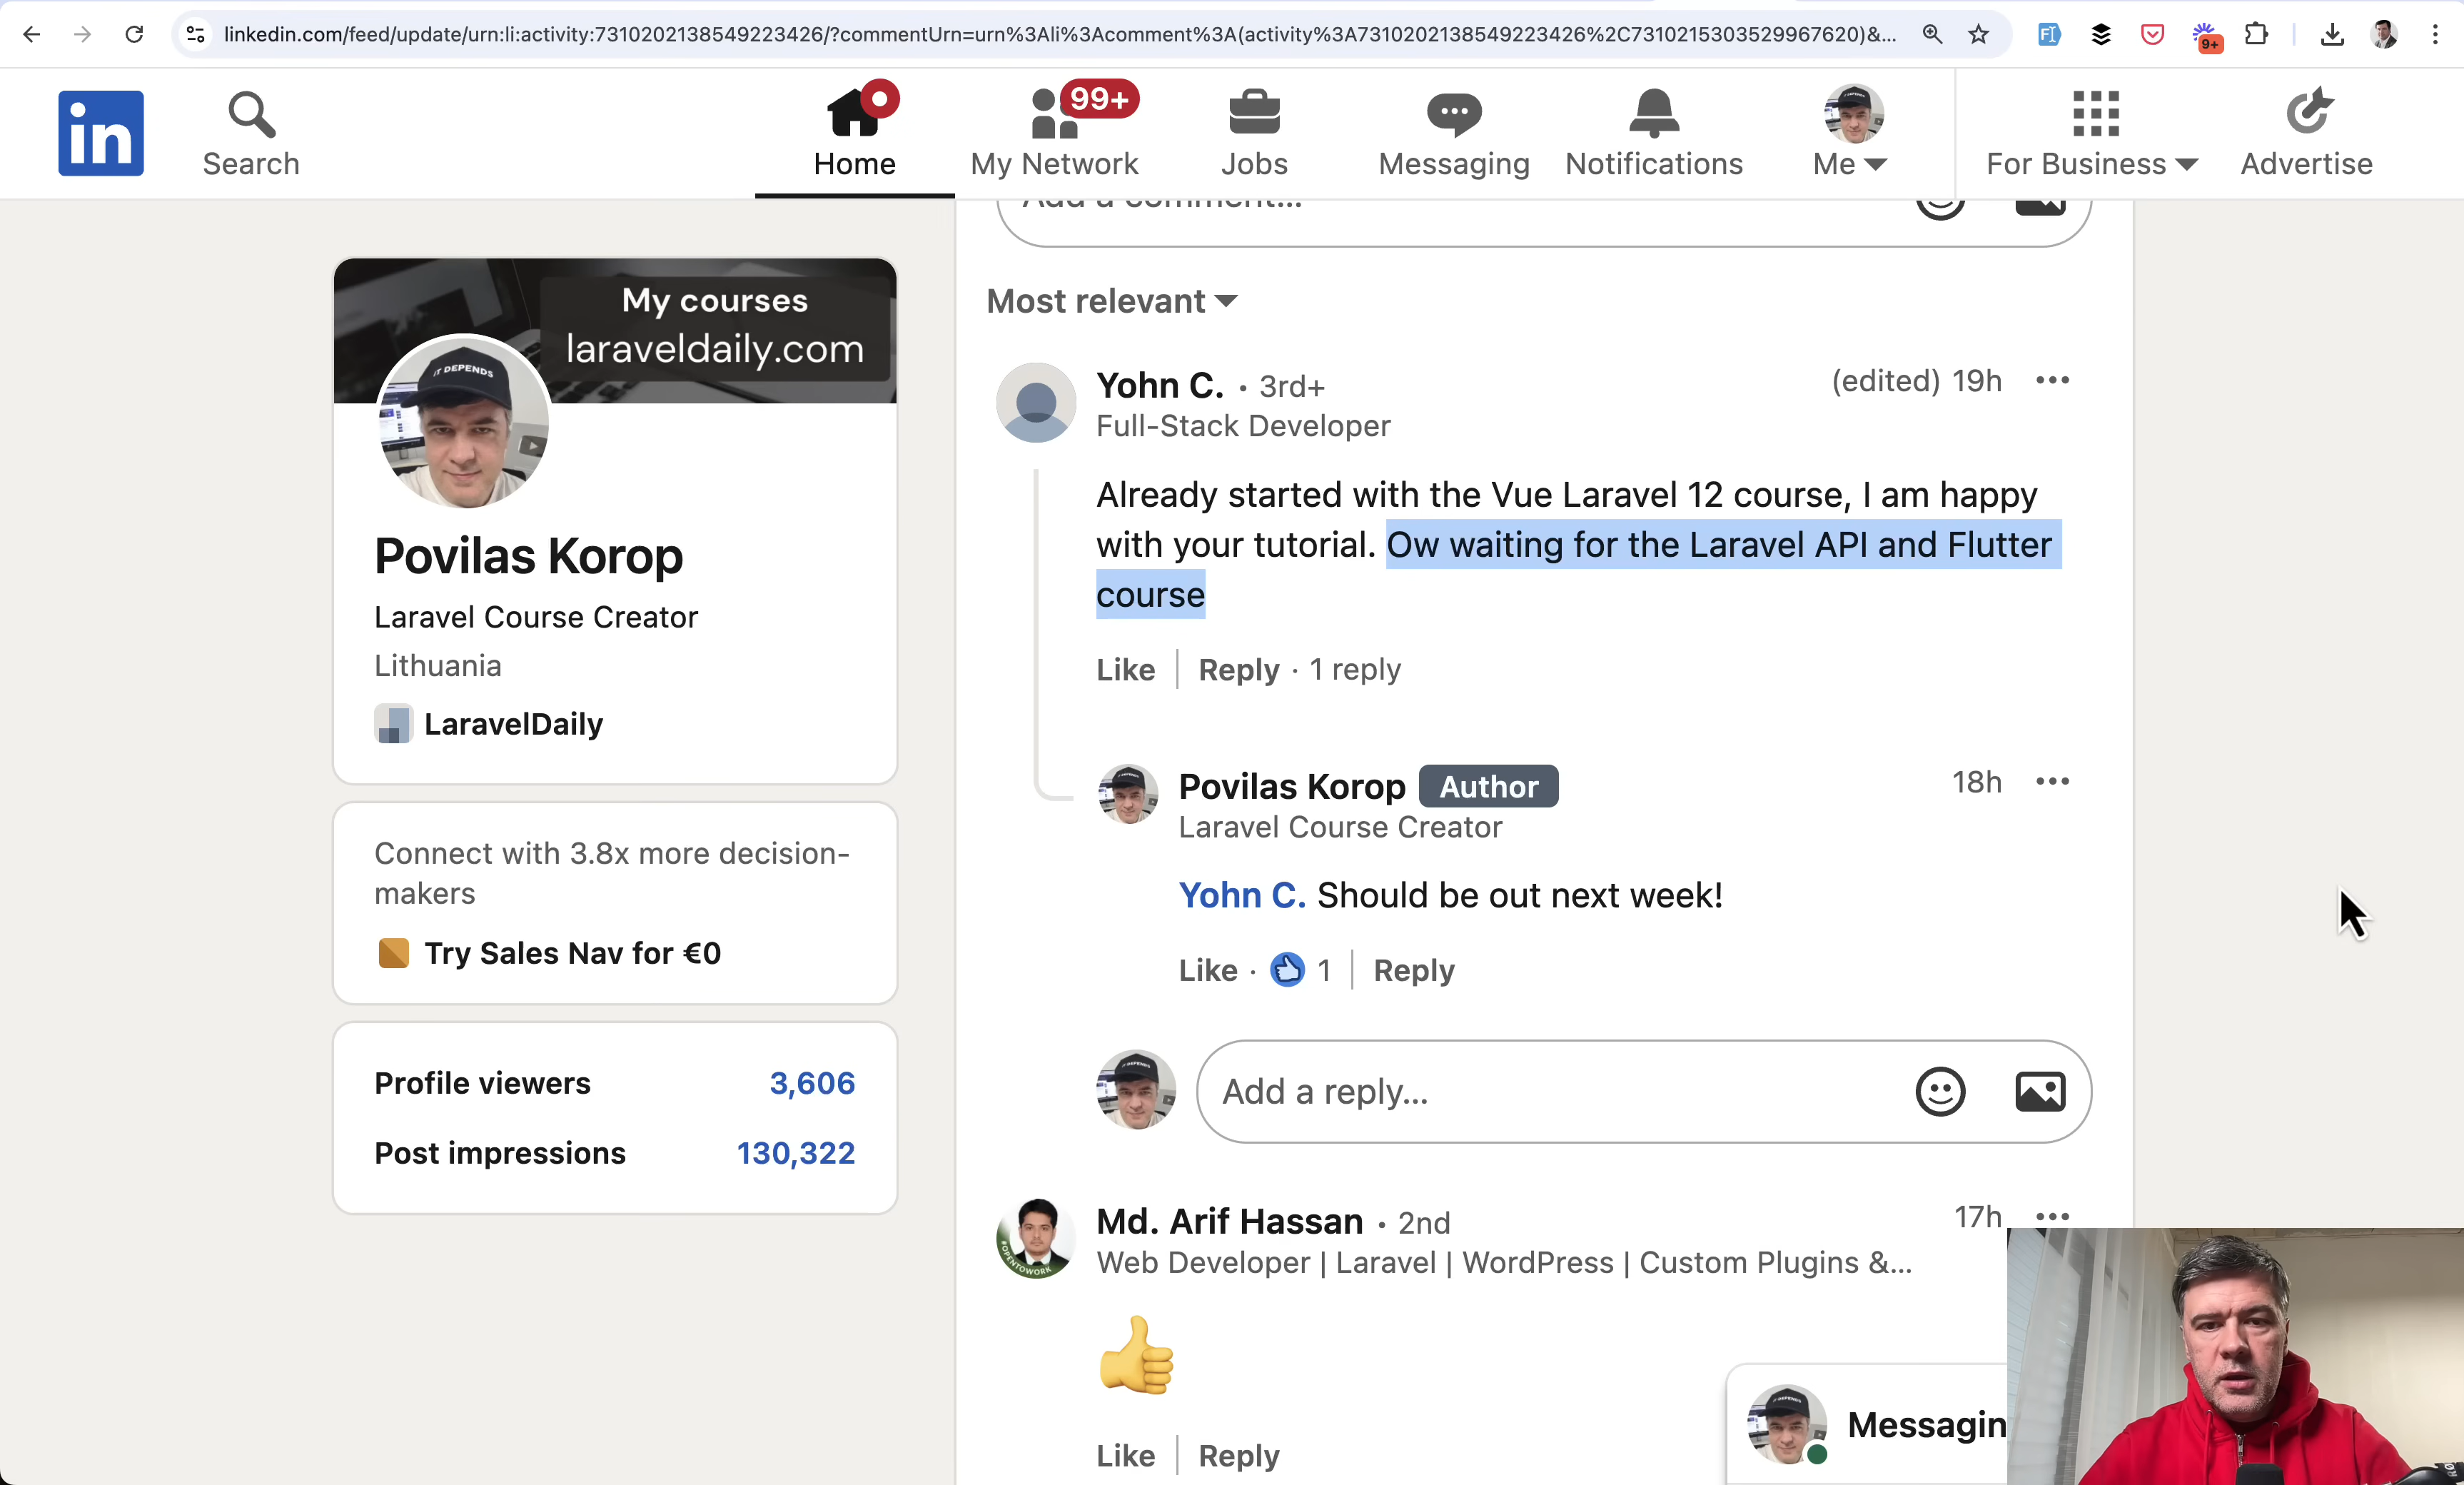 linkedin.com/feed/update/urn:li:activity:7310202138549223426/?commentUrn=urn%3Ali%3Acomment%3A(activity%3A7310202138549223426%2C7310215303529967620)&...
9+
in
Search
Home
99+
My Network
Jobs
Messaging
Notifications
Me
For Business
Advertise
My courses
laraveldaily.com
IT DEPENDS
Povilas Korop
Laravel Course Creator
Lithuania
LaravelDaily
Connect with 3.8x more decision-
makers
Try Sales Nav for €0
Profile viewers 3,606
Post impressions 130,322
Add a comment...
Most relevant
Yohn C. • 3rd+
(edited) 19h
Full-Stack Developer
Already started with the Vue Laravel 12 course, I am happy
with your tutorial. Ow waiting for the Laravel API and Flutter
course
Like Reply · 1 reply
Povilas Korop Author
18h
Laravel Course Creator
Yohn C. Should be out next week!
Like · 1 Reply
Add a reply...
Md. Arif Hassan • 2nd
17h
#OPENTOWORK
Web Developer | Laravel | WordPress | Custom Plugins &...
Like Reply
Messagin